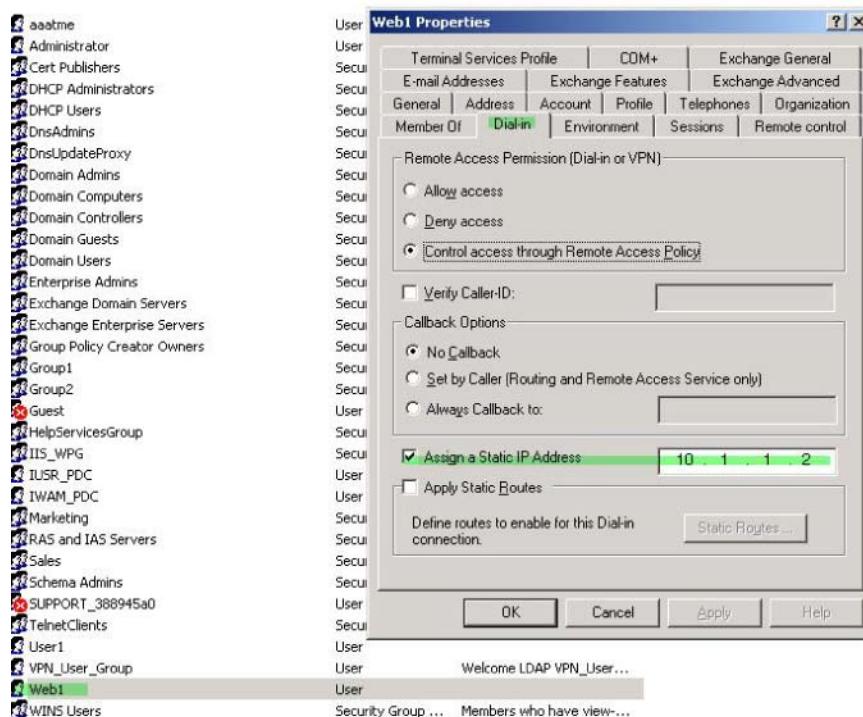 aaatme User
Administrator User
Cert Publishers Secu
DHCP Administrators Secu
DHCP Users Secu
DnsAdmins Secu
DnsUpdateProxy Secu
Domain Admins Secu
Domain Computers Secu
Domain Controllers Secu
Domain Guests Secu
Domain Users Secu
Enterprise Admins Secu
Exchange Domain Servers Secu
Exchange Enterprise Servers Secu
Group Policy Creator Owners Secu
Group1 Secu
Group2 Secu
Guest User
HelpServicesGroup Secu
IIS_WPG Secu
IUSR_PDC User
IWAM_PDC User
Marketing Secu
RAS and IAS Servers Secu
Sales Secu
Schema Admins Secu
SUPPORT_388945a0 User
TelnetClients Secu
User1 User
VPN_User_Group User Welcome LDAP VPN_User...
Web1 User
WINS Users Security Group ... Members who have view-...
Web1 Properties
Terminal Services Profile COM+ Exchange General
E-mail Addresses Exchange Features Exchange Advanced
General Address Account Profile Telephones Organization
Member Of Dial-in Environment Sessions Remote control
Remote Access Permission (Dial-in or VPN)
Allow access
Deny access
Control access through Remote Access Policy
Verify Caller-ID:
Callback Options
No Callback
Set by Caller (Routing and Remote Access Service only)
Always Callback to:
Assign a Static IP Address 10 . 1 . 1 . 2
Apply Static Routes
Define routes to enable for this Dial-in
connection.
Static Routes ...
OK Cancel Apply Help